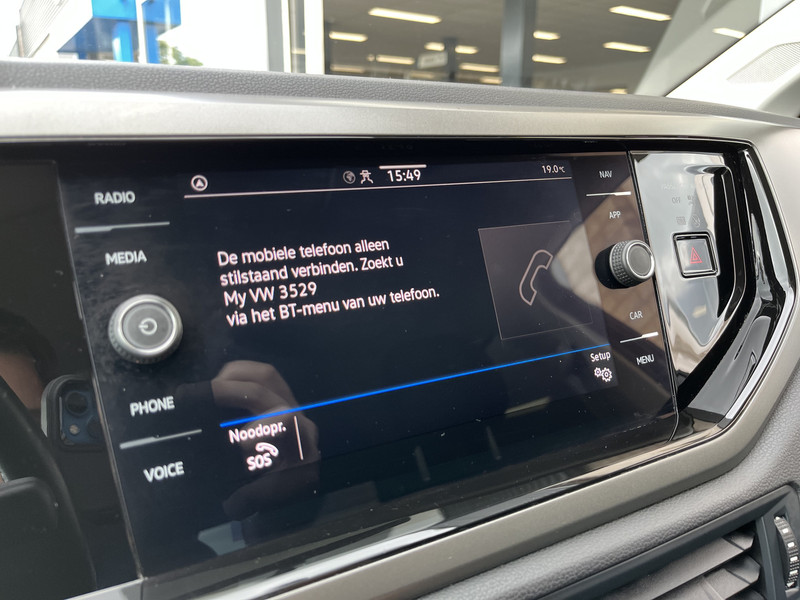 15:49
19.0°C
RADIO
MEDIA
PHONE
VOICE
De mobiele telefoon alleen
stilstaand verbinden. Zoekt u
My VW 3529
via het BT-menu van uw telefoon.
Setup
Noodopr.
SOS
NAV
APP
CAR
MENU
OFF